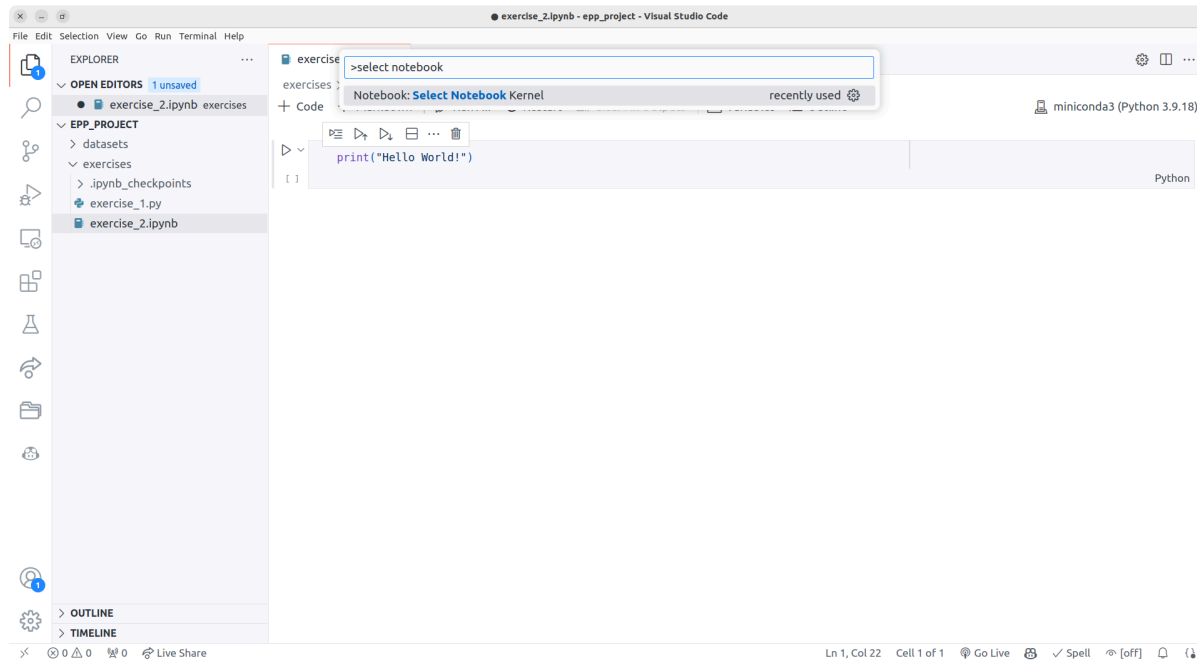 exercise_2.ipynb - epp_project - Visual Studio Code
File Edit Selection View Go Run Terminal Help
EXPLORER
OPEN EDITORS 1 unsaved
exercise_2.ipynb exercises
EPP_PROJECT
datasets
exercises
.ipynb_checkpoints
exercise_1.py
exercise_2.ipynb
OUTLINE
TIMELINE
exercise
>select notebook
exercises
Notebook: Select Notebook Kernel recently used
+ Code
miniconda3 (Python 3.9.18)
print("Hello World!")
[ ]
Python
1
1
0 0 0 Live Share
Ln 1, Col 22 Cell 1 of 1 Go Live Spell [off]